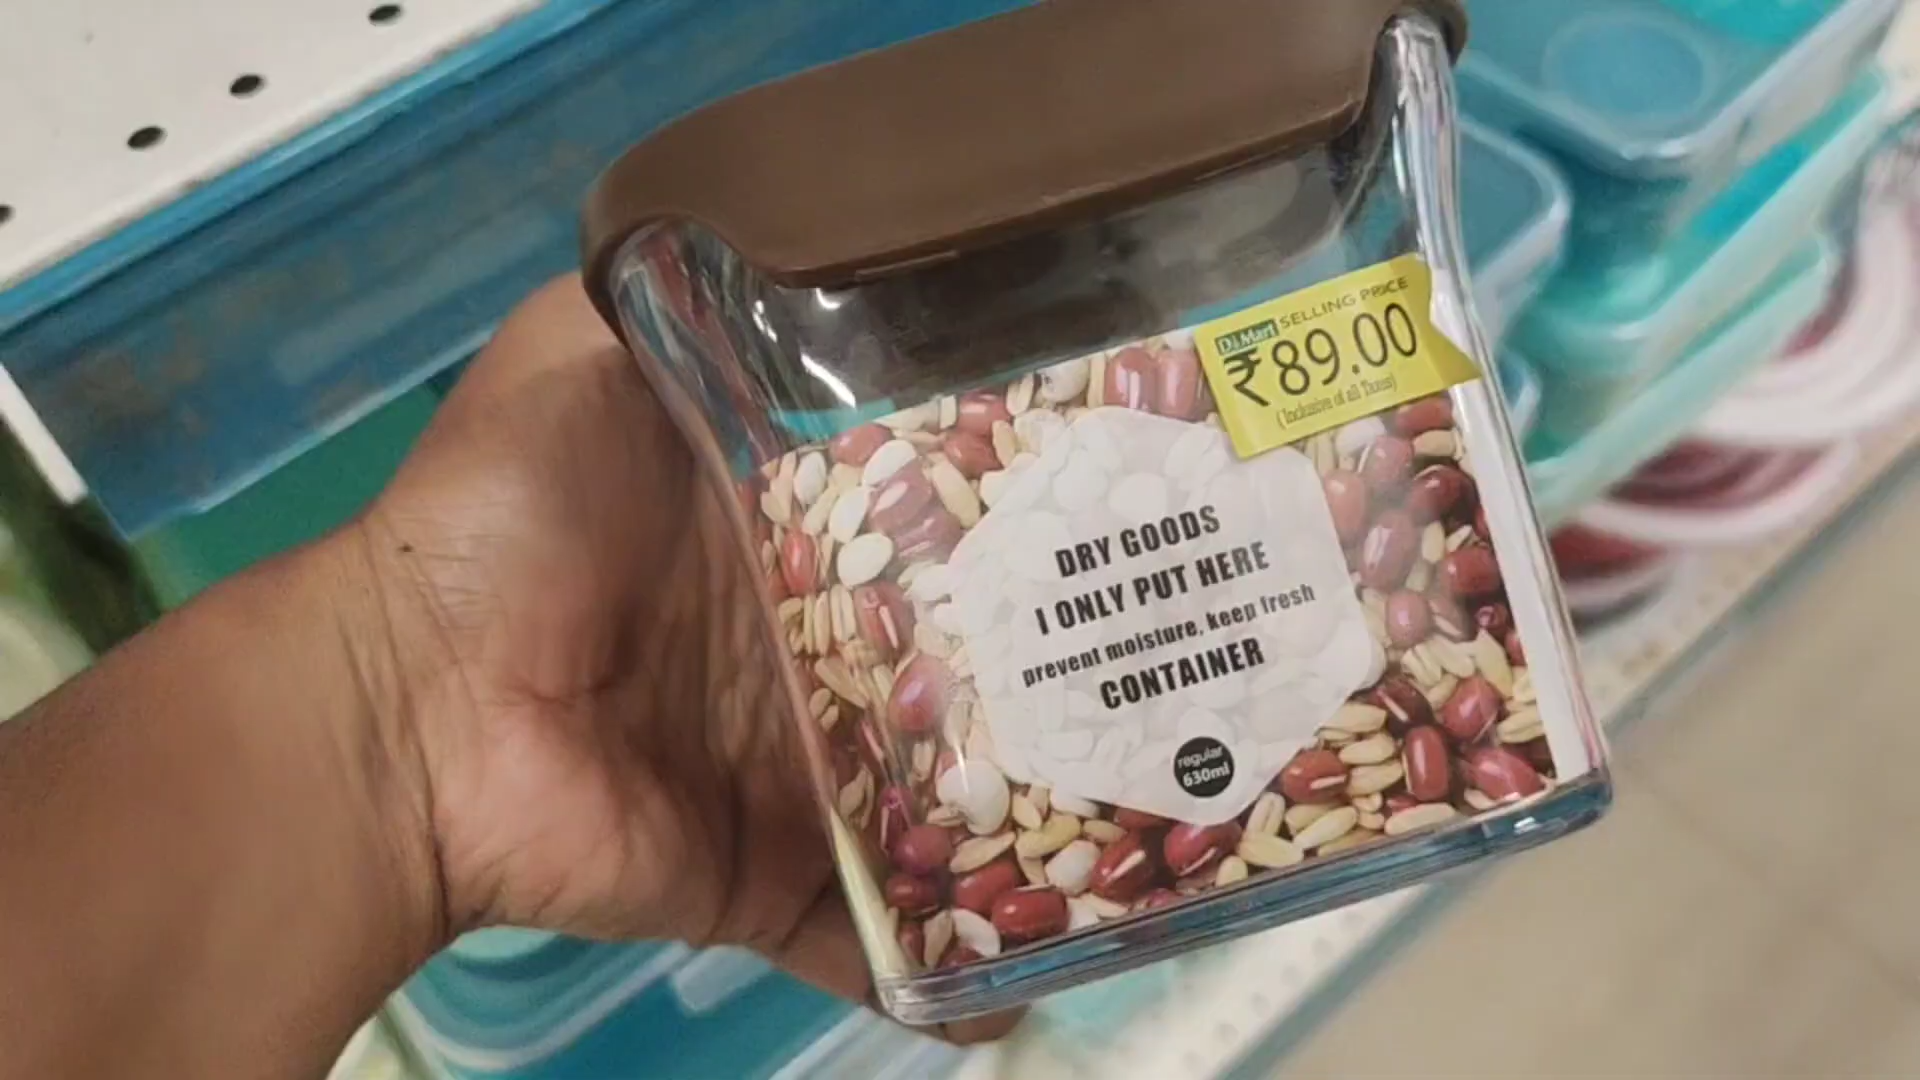 D Mart SELLING PRICE
₹89.00
(Inclusive of all Taxes)
DRY GOODS
I ONLY PUT HERE
prevent moisture, keep fresh
CONTAINER
regular
630ml